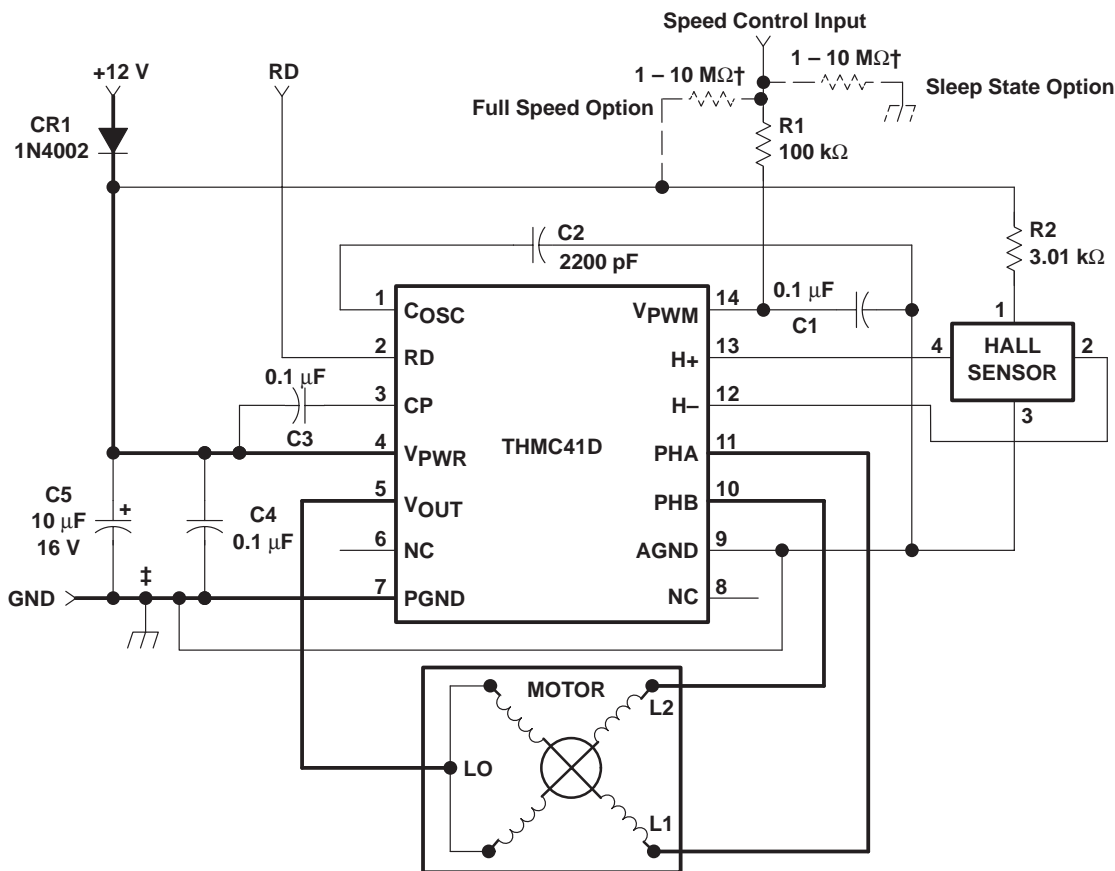 Speed Control Input
+12 V
RD
1 – 10 MΩ†
1 – 10 MΩ†
Full Speed Option
Sleep State Option
CR1
1N4002
R1
100 kΩ
C2
2200 pF
R2
3.01 kΩ
1
COSC
VPWM
14
0.1 μF
C1
1
2
RD
H+
13
4
HALL
SENSOR
2
0.1 μF
C3
3
CP
H–
12
3
4
VPWR
THMC41D
PHA
11
C5
10 μF
16 V
+
C4
0.1 μF
5
VOUT
PHB
10
6
NC
AGND
9
GND
‡
7
PGND
NC
8
MOTOR
L2
LO
L1